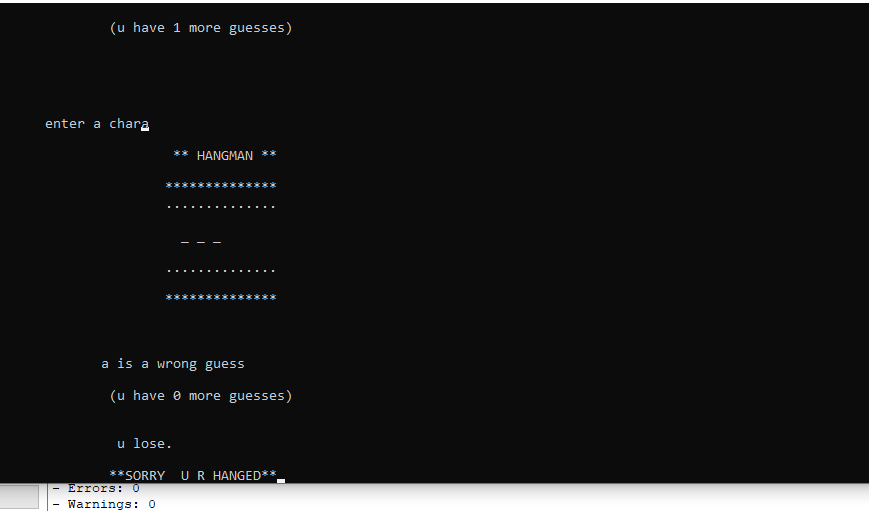 (u have 1 more guesses)
enter a chara
** HANGMAN **
**************
..............
_ _ _
..............
**************
a is a wrong guess
(u have 0 more guesses)
u lose.
**SORRY  U R HANGED**
- Errors: 0
- Warnings: 0